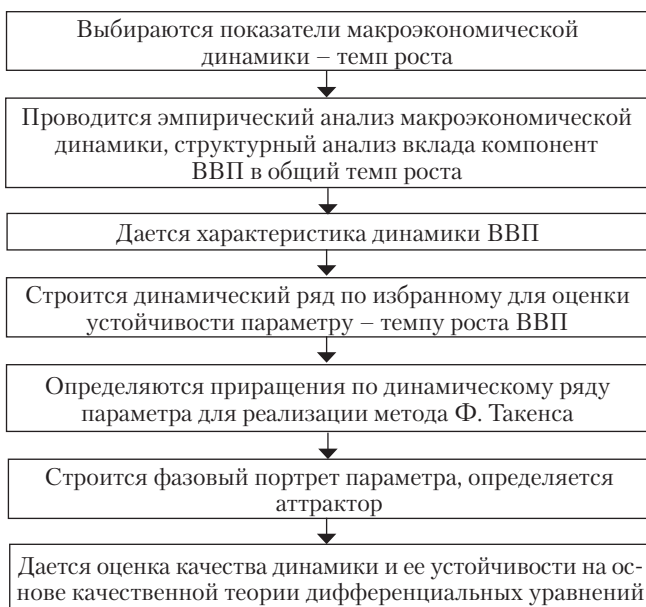 Выбираются показатели макроэкономической
динамики – темп роста
Проводится эмпирический анализ макроэкономической
динамики, структурный анализ вклада компонент
ВВП в общий темп роста
Дается характеристика динамики ВВП
Строится динамический ряд по избранному для оценки
устойчивости параметру – темпу роста ВВП
Определяются приращения по динамическому ряду
параметра для реализации метода Ф. Такенса
Строится фазовый портрет параметра, определяется
аттрактор
Дается оценка качества динамики и ее устойчивости на ос-
нове качественной теории дифференциальных уравнений